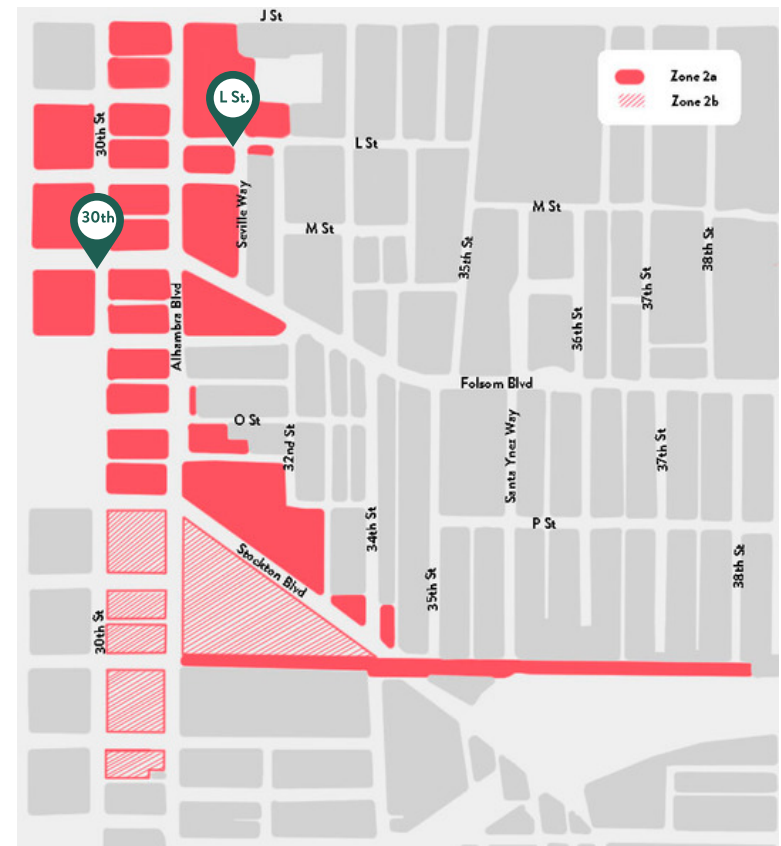 J St
Zone 2a
Zone 2b
L St.
30th St
L St
30th
Seville Way
M St
M St
35th St
38th St
37th St
36th St
Alhambra Blvd
Folsom Blvd
O St
32nd St
Santa Ynez Way
37th St
34th St
P St
Stockton Blvd
35th St
38th St
30th St